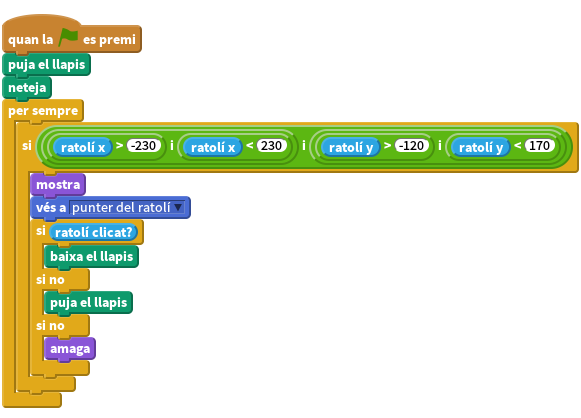 quan la es premi
puja el llapis
neteja
per sempre
si ratolí x > -230 i ratolí x < 230 i ratolí y > -120 i ratolí y < 170
mostra
vés a punter del ratolí
si ratolí clicat?
baixa el llapis
si no
puja el llapis
si no
amaga